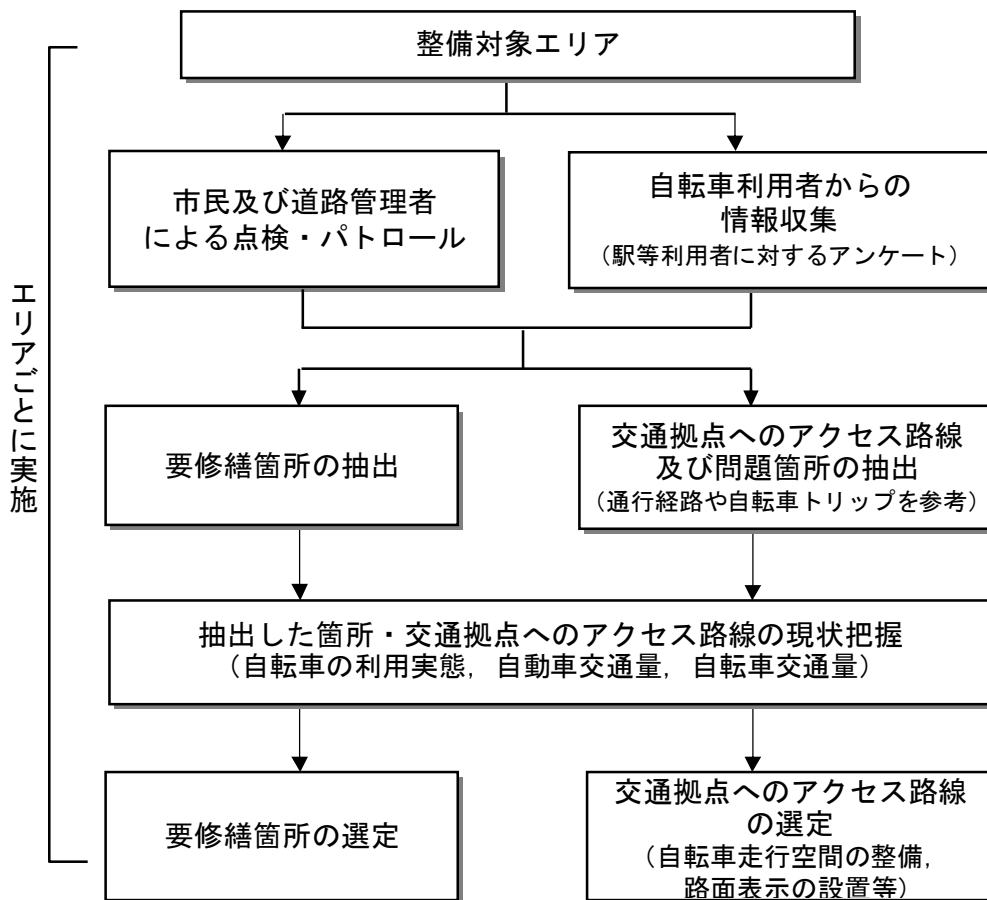 整備対象エリア
市民及び道路管理者
による点検・パトロール
自転車利用者からの
情報収集
（駅等利用者に対するアンケート）
エリアごとに実施
要修繕箇所の抽出
交通拠点へのアクセス路線
及び問題箇所の抽出
（通行経路や自転車トリップを参考）
抽出した箇所・交通拠点へのアクセス路線の現状把握
（自転車の利用実態，自動車交通量，自転車交通量）
要修繕箇所の選定
交通拠点へのアクセス路線
の選定
（自転車走行空間の整備，
路面表示の設置等）